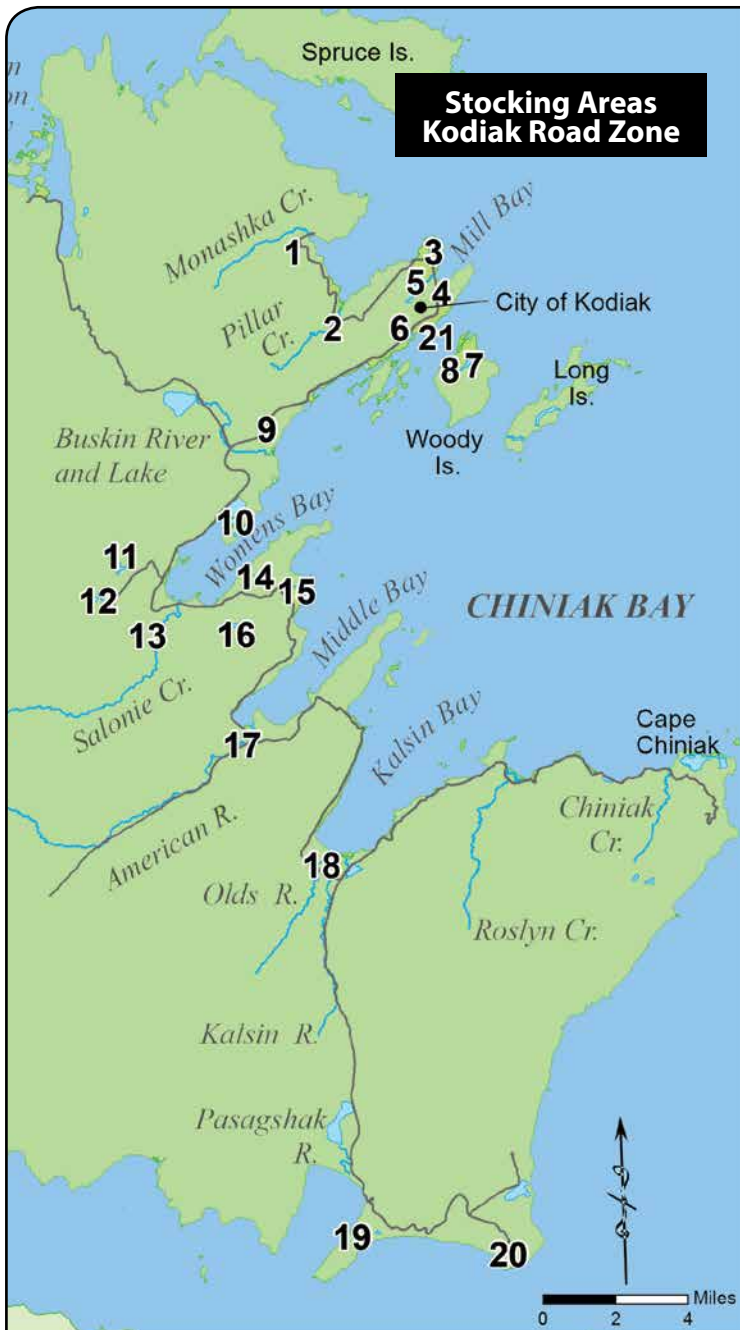 Spruce Is.
Stocking Areas
Kodiak Road Zone
Monashka Cr.
1
Mill Bay
3
5
4
City of Kodiak
Pillar
Cr.
2
6
21
8
7
Long
Is.
Woody
Is.
9
Buskin River
and Lake
10
Womens Bay
11
12
13
14
15
16
Middle Bay
CHINIAK BAY
Salonie Cr.
17
Kalsin Bay
Cape
Chiniak
American R.
Chiniak
Cr.
18
Olds R.
Roslyn Cr.
Kalsin R.
Pasagshak
R.
19
20
Miles
0 2 4